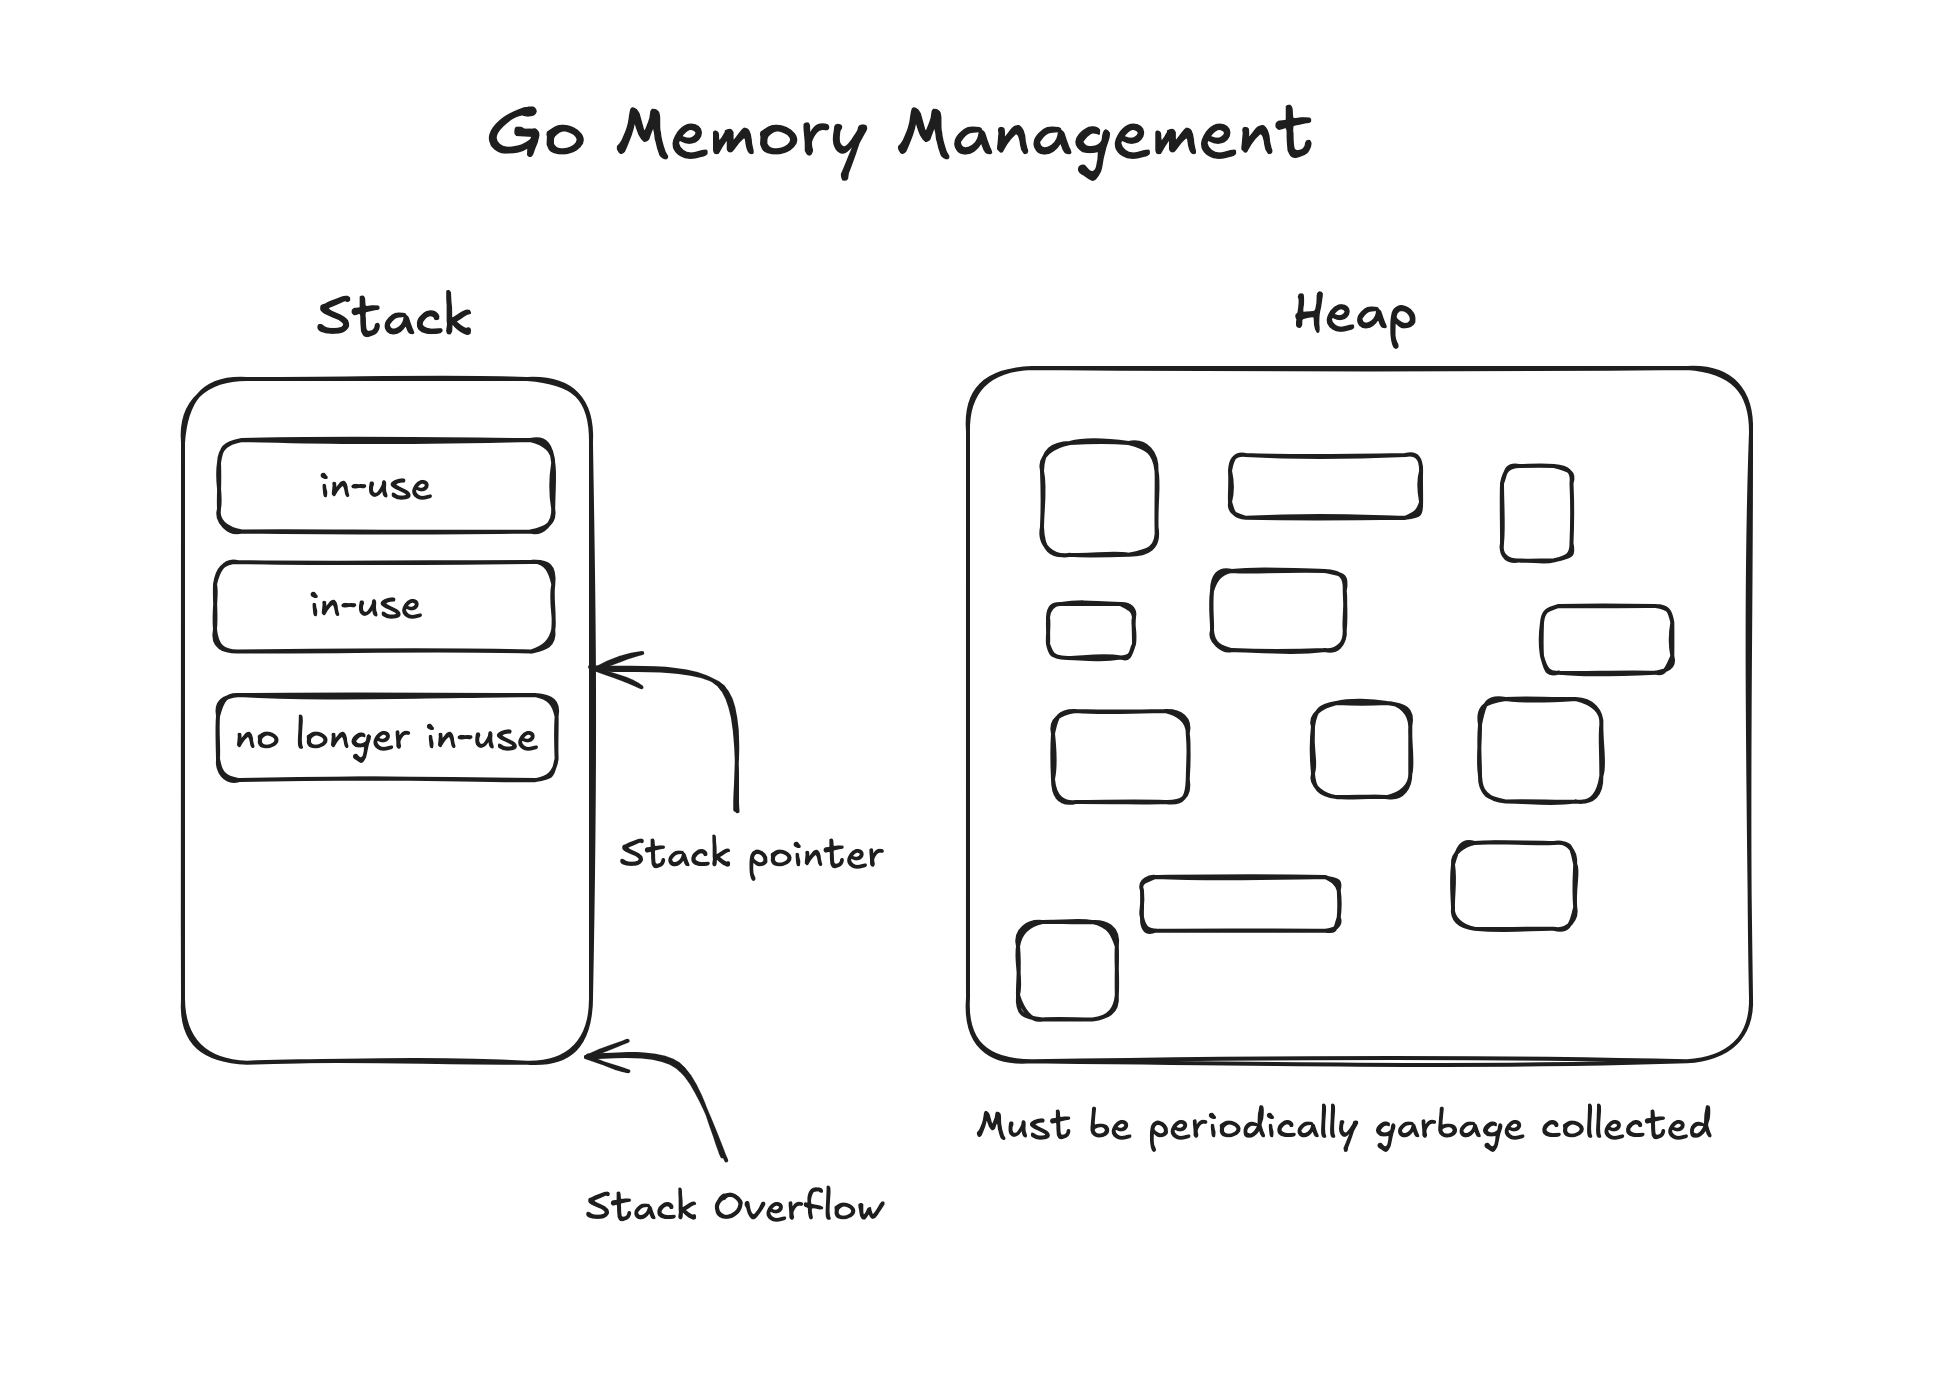 Go Memory Management
Stack
Heap
in-use
in-use
no longer in-use
Stack pointer
Stack Overflow
Must be periodically garbage collected